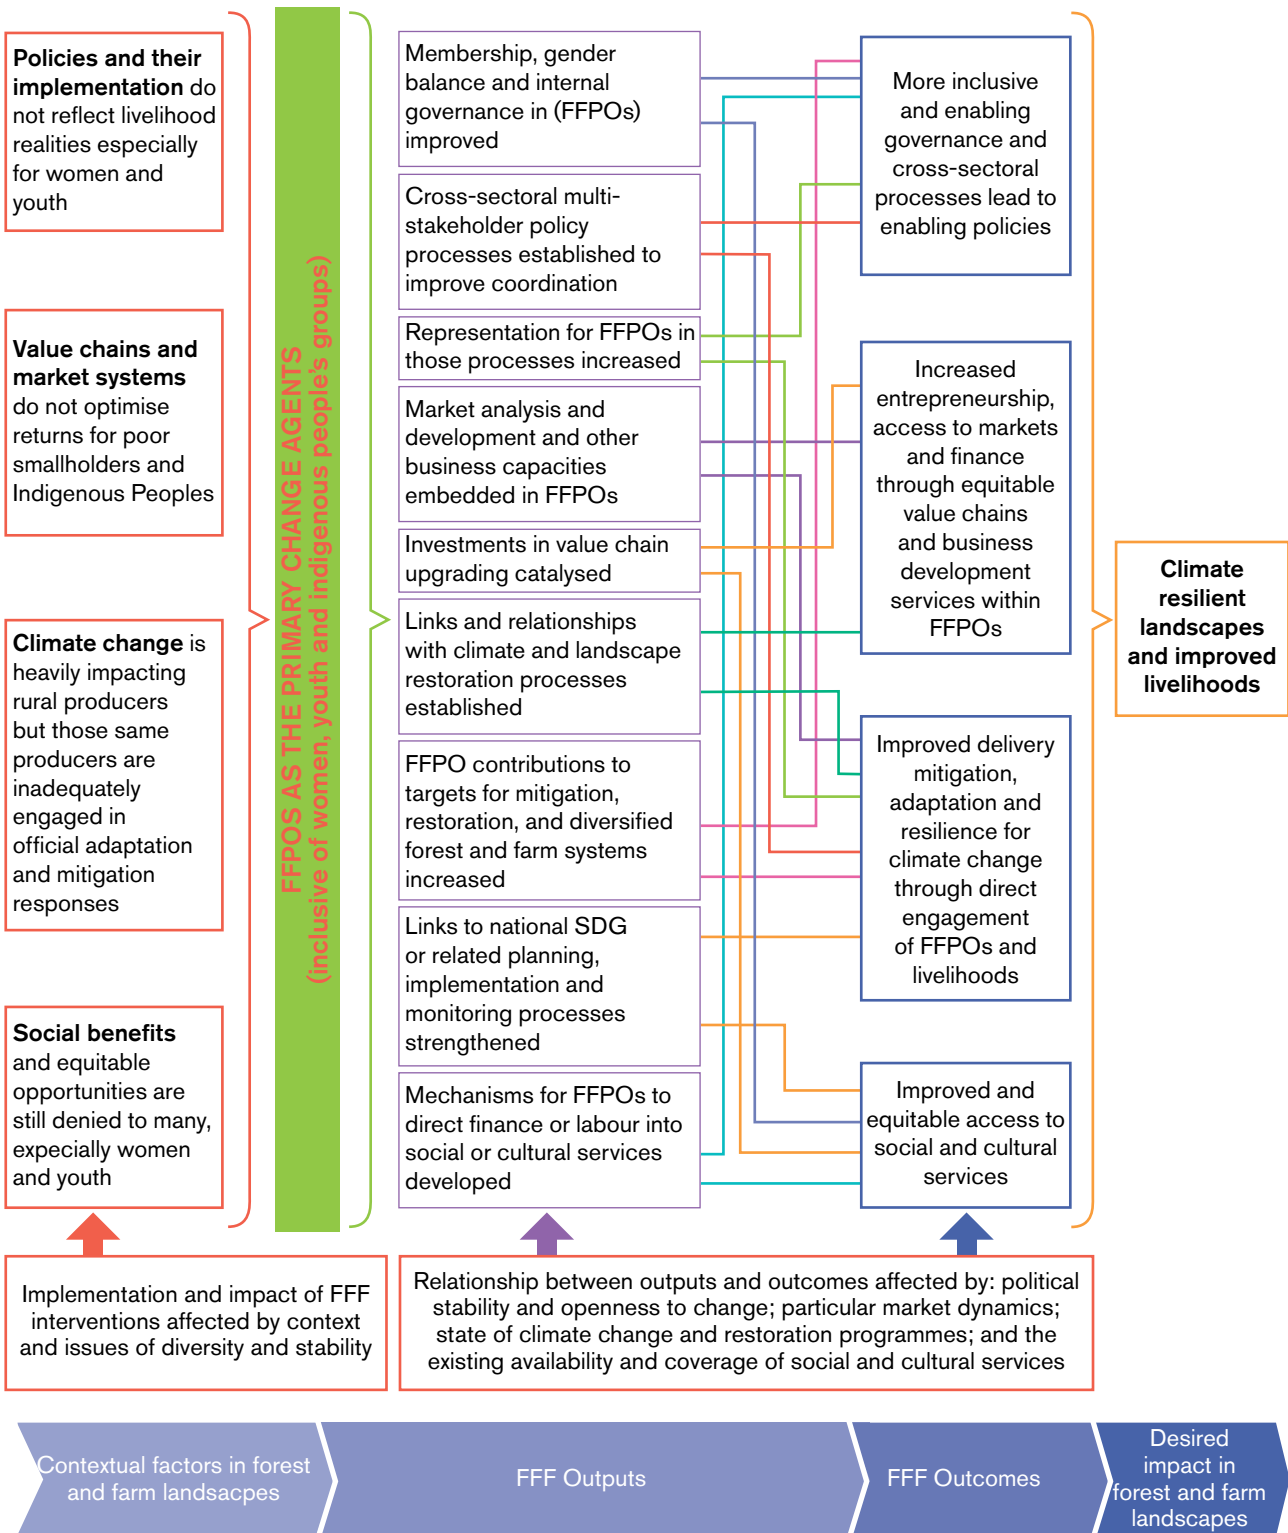 Policies and their
implementation do
not reflect livelihood
realities especially
for women and
youth
Value chains and
market systems
do not optimise
returns for poor
smallholders and
Indigenous Peoples
Climate change is
heavily impacting
rural producers
but those same
producers are
inadequately
engaged in
official adaptation
and mitigation
responses
Social benefits
and equitable
opportunities are
still denied to many,
expecially women
and youth
FFPOS AS THE PRIMARY CHANGE AGENTS
(inclusive of women, youth and indigenous people's groups)
Membership, gender
balance and internal
governance in (FFPOs)
improved
Cross-sectoral multi-
stakeholder policy
processes established to
improve coordination
Representation for FFPOs in
those processes increased
Market analysis and
development and other
business capacities
embedded in FFPOs
Investments in value chain
upgrading catalysed
Links and relationships
with climate and landscape
restoration processes
established
FFPO contributions to
targets for mitigation,
restoration, and diversified
forest and farm systems
increased
Links to national SDG
or related planning,
implementation and
monitoring processes
strengthened
Mechanisms for FFPOs to
direct finance or labour into
social or cultural services
developed
More inclusive
and enabling
governance and
cross-sectoral
processes lead to
enabling policies
Increased
entrepreneurship,
access to markets
and finance
through equitable
value chains
and business
development
services within
FFPOs
Improved delivery
mitigation,
adaptation and
resilience for
climate change
through direct
engagement
of FFPOs and
livelihoods
Improved and
equitable access to
social and cultural
services
Climate
resilient
landscapes
and improved
livelihoods
Implementation and impact of FFF
interventions affected by context
and issues of diversity and stability
Relationship between outputs and outcomes affected by: political
stability and openness to change; particular market dynamics;
state of climate change and restoration programmes; and the
existing availability and coverage of social and cultural services
Contextual factors in forest
and farm landsacpes
FFF Outputs
FFF Outcomes
Desired
impact in
forest and farm
landscapes